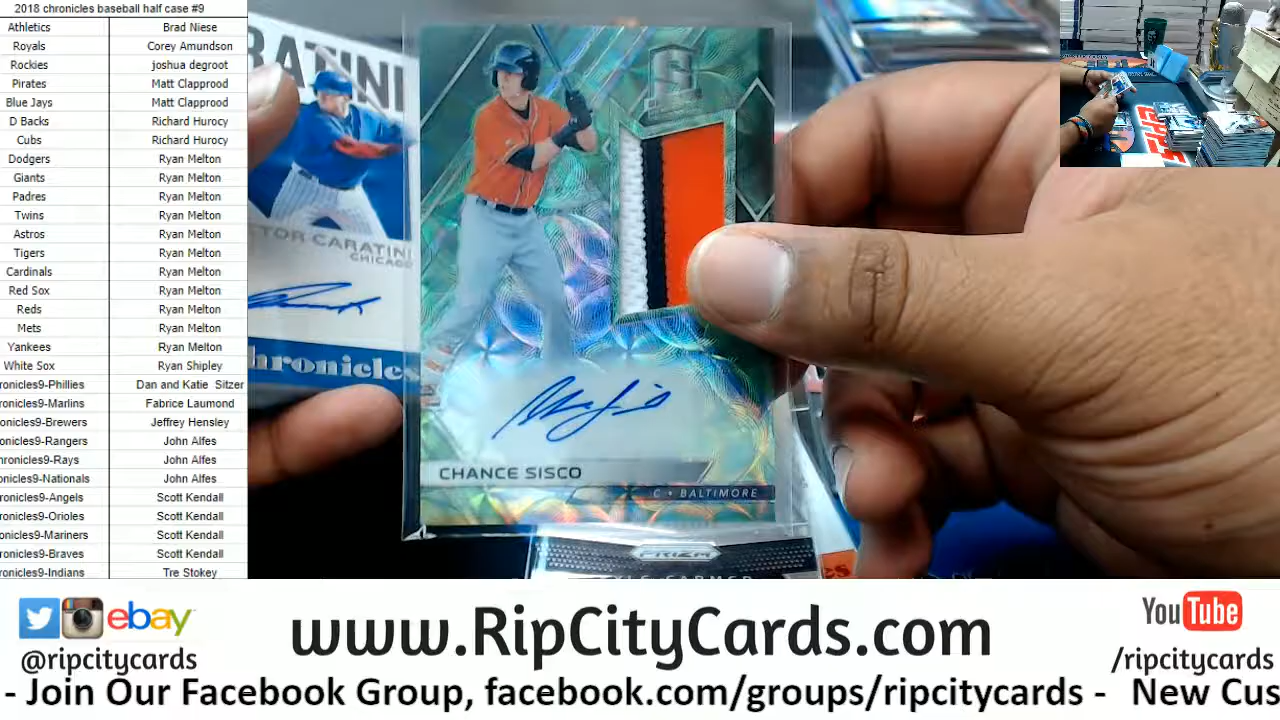 2018 chronicles baseball half case #9
Athletics Brad Niese
Royals Corey Amundson
Rockies joshua degroot
Pirates Matt Clapprood
Blue Jays Matt Clapprood
D Backs Richard Hurocy
Cubs Richard Hurocy
Dodgers Ryan Melton
Giants Ryan Melton
Padres Ryan Melton
Twins Ryan Melton
Astros Ryan Melton
Tigers Ryan Melton
Cardinals Ryan Melton
Red Sox Ryan Melton
Reds Ryan Melton
Mets Ryan Melton
Yankees Ryan Melton
White Sox Ryan Shipley
ronicles9-Phillies Dan and Katie Sitzer
ronicles9-Marlins Fabrice Laumond
onicles9-Brewers Jeffrey Hensley
onicles9-Rangers John Alfes
hronicles9-Rays John Alfes
onicles9-Nationals John Alfes
ronicles9-Angels Scott Kendall
ronicles9-Orioles Scott Kendall
onicles9-Mariners Scott Kendall
ronicles9-Braves Scott Kendall
ronicles9-Indians Tre Stokey
RATINI
CTOR CARATINI
CHICAGO
hronicles
CHANCE SISCO
C • BALTIMORE
PRIZM
ebay
@ripcitycards
www.RipCityCards.com
YouTube
/ripcitycards
- Join Our Facebook Group, facebook.com/groups/ripcitycards - New Cus